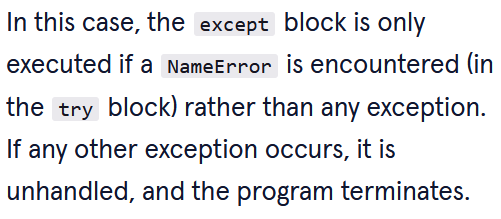 In this case, the except block is only
executed if a NameError is encountered (in
the try block) rather than any exception.
If any other exception occurs, it is
unhandled, and the program terminates.